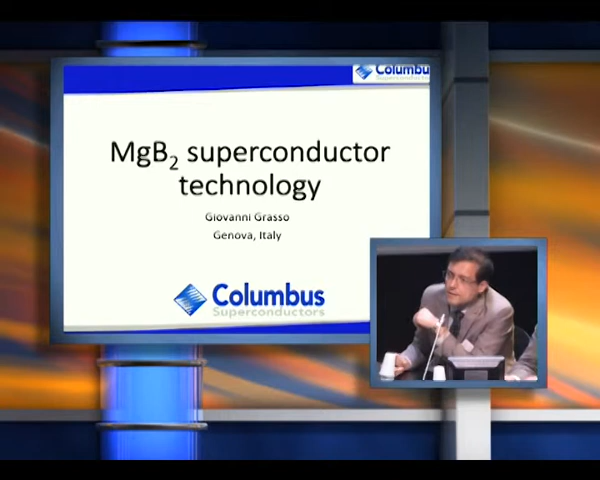 Columbus
MgB₂ superconductor
technology
Giovanni Grasso
Genova, Italy
Columbus
Superconductors